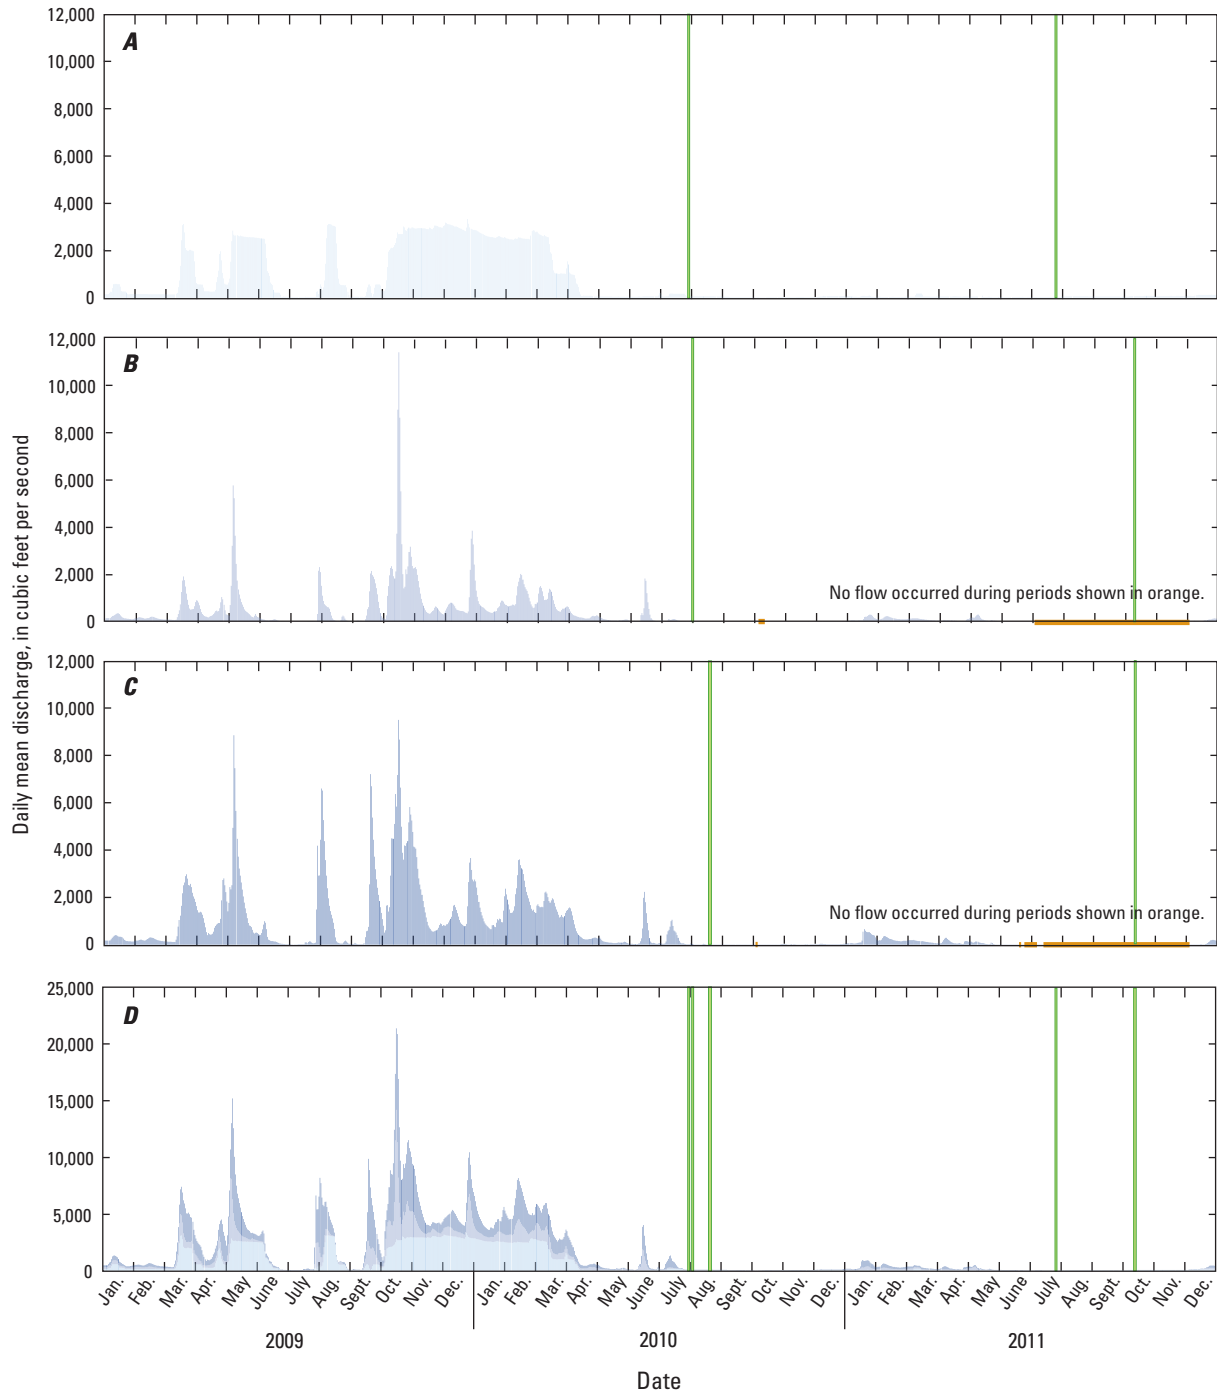 Daily mean discharge, in cubic feet per second
12,000
10,000
8,000
6,000
4,000
2,000
0
A
12,000
10,000
8,000
6,000
4,000
2,000
0
B
No flow occurred during periods shown in orange.
12,000
10,000
8,000
6,000
4,000
2,000
0
C
No flow occurred during periods shown in orange.
25,000
20,000
15,000
10,000
5,000
0
D
Jan. Feb. Mar. Apr. May June July Aug. Sept. Oct. Nov. Dec. Jan. Feb. Mar. Apr. May June July Aug. Sept. Oct. Nov. Dec. Jan. Feb. Mar. Apr. May June July Aug. Sept. Oct. Nov. Dec.
2009 2010 2011
Date